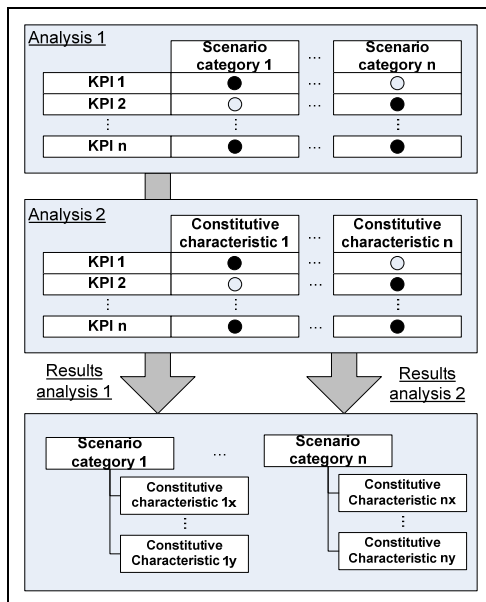 Analysis 1
Scenario category 1
...
Scenario category n
KPI 1
...
KPI 2
...
⋮
⋮
⋮
KPI n
...
Analysis 2
Constitutive characteristic 1
...
Constitutive characteristic n
KPI 1
...
KPI 2
...
⋮
⋮
⋮
KPI n
...
Results analysis 1
Results analysis 2
Scenario category 1
...
Scenario category n
Constitutive characteristic 1x
⋮
Constitutive characteristic 1y
Constitutive Characteristic nx
⋮
Constitutive Characteristic ny